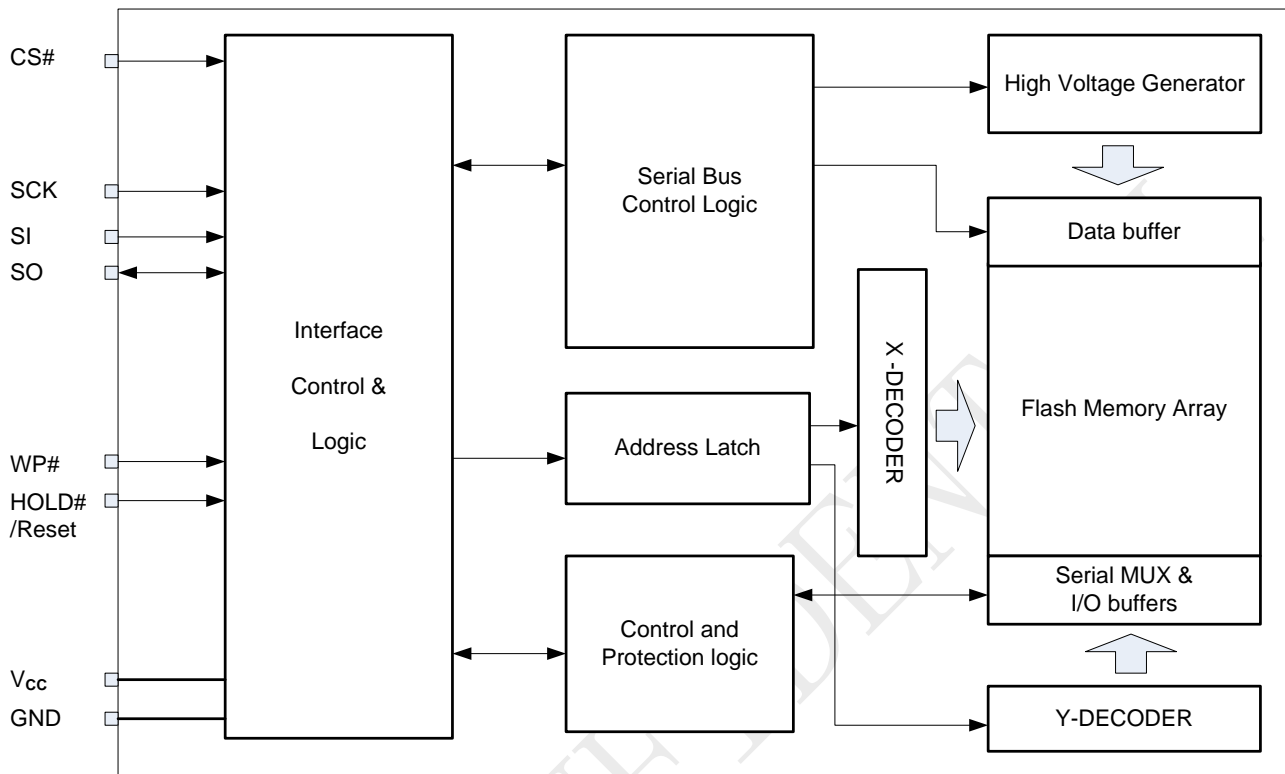 CS#
SCK
SI
SO
WP#
HOLD#
/Reset
Vcc
GND
Interface
Control &
Logic
Serial Bus
Control Logic
Address Latch
Control and
Protection logic
X -DECODER
High Voltage Generator
Data buffer
Flash Memory Array
Serial MUX &
I/O buffers
Y-DECODER